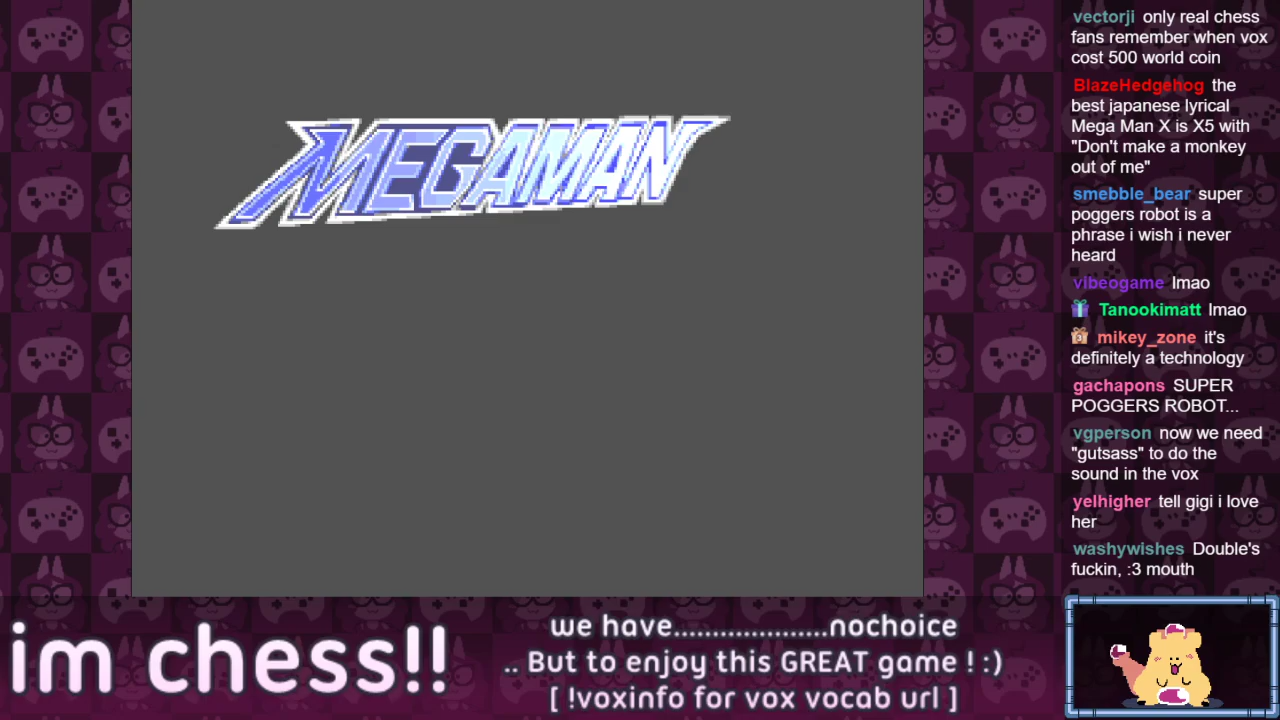 MEGAMAN
vectorji only real chess
fans remember when vox
cost 500 world coin
BlazeHedgehog the
best japanese lyrical
Mega Man X is X5 with
"Don't make a monkey
out of me"
smebble_bear super
poggers robot is a
phrase i wish i never
heard
vibeogame lmao
Tanookimatt lmao
mikey_zone it's
definitely a technology
gachapons SUPER
POGGERS ROBOT...
vgperson now we need
"gutsass" to do the
sound in the vox
yelhigher tell gigi i love
her
washywishes Double's
fuckin, :3 mouth
im chess!!
we have....................nochoice
.. But to enjoy this GREAT game ! :)
[ !voxinfo for vox vocab url ]